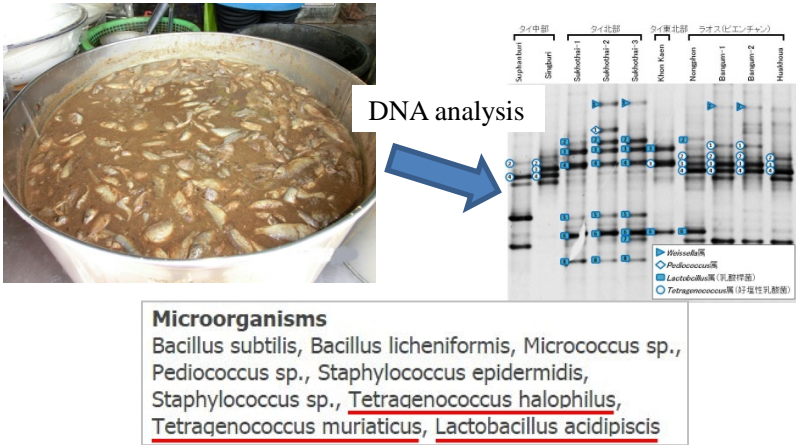 DNA analysis
タイ中部
タイ北部
タイ東北部
ラオス(ビエンチャン)
Suphanburi
Singburi
Sukhothai-1
Sukhothai-2
Sukhothai-3
Khon Kaen
Nongphon
Bangum-1
Bangum-2
Huakhoua
Weissella属
Pediococcus属
Lactobacillus属(乳酸桿菌)
Tetragenococcus属(好塩性乳酸菌)
Microorganisms
Bacillus subtilis, Bacillus licheniformis, Micrococcus sp.,
Pediococcus sp., Staphylococcus epidermidis,
Staphylococcus sp., Tetragenococcus halophilus,
Tetragenococcus muriaticus, Lactobacillus acidipiscis